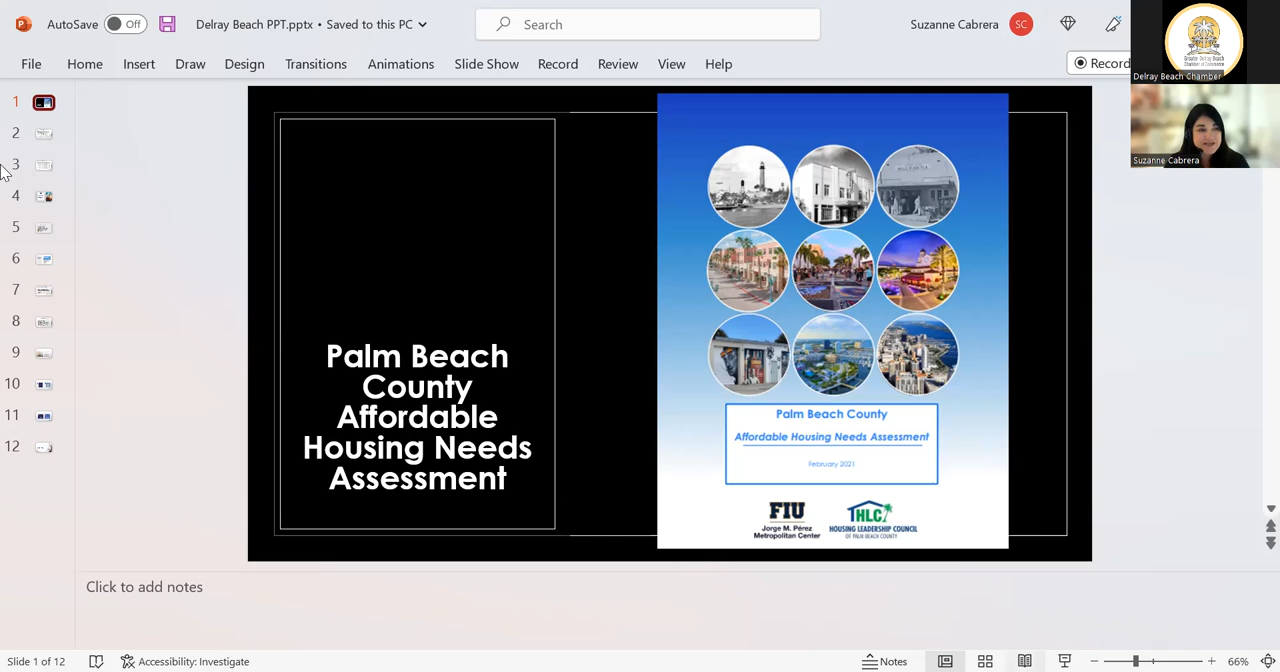 AutoSave
Off
Delray Beach PPT.pptx • Saved to this PC
Search
Suzanne Cabrera
SC
File
Home
Insert
Draw
Design
Transitions
Animations
Slide Show
Record
Review
View
Help
Record
Delray Beach Chamber
Suzanne Cabrera
1
2
3
4
5
6
7
8
9
10
11
12
Palm Beach
County
Affordable
Housing Needs
Assessment
Palm Beach County
Affordable Housing Needs Assessment
February 2021
FIU
Jorge M. Pérez
Metropolitan Center
HLC
HOUSING LEADERSHIP COUNCIL
OF PALM BEACH COUNTY
Click to add notes
Slide 1 of 12
Accessibility: Investigate
Notes
66%